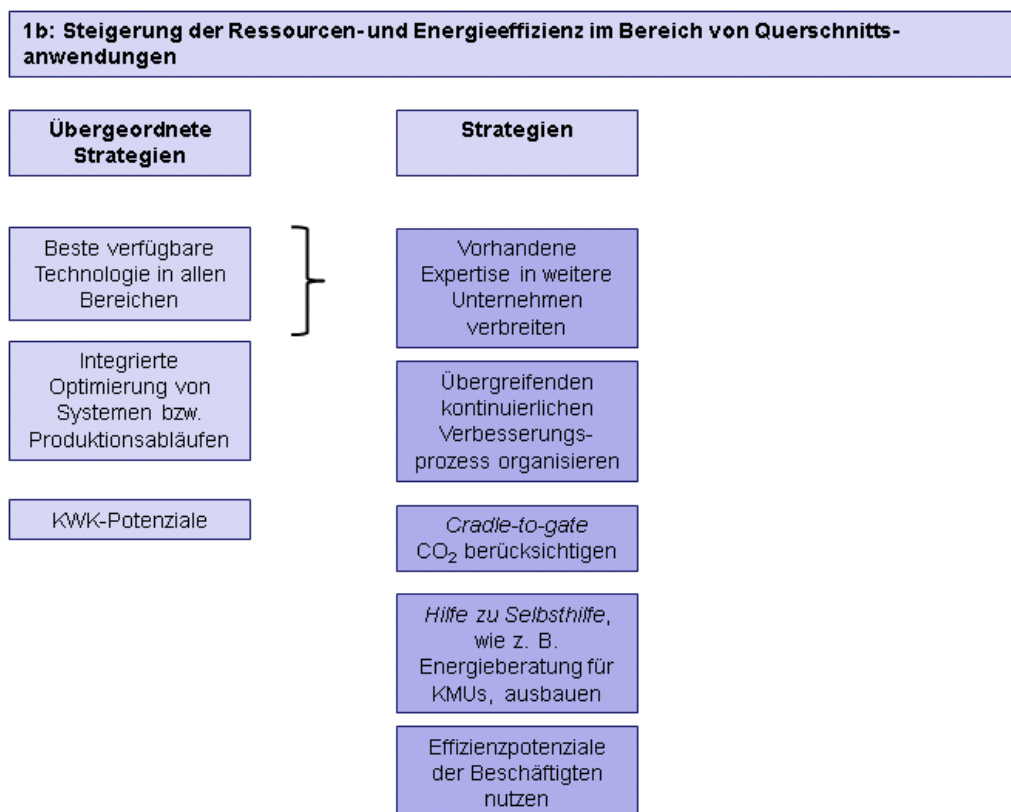 1b: Steigerung der Ressourcen- und Energieeffizienz im Bereich von Querschnitts-
anwendungen
Übergeordnete
Strategien
Beste verfügbare
Technologie in allen
Bereichen
Integrierte
Optimierung von
Systemen bzw.
Produktionsabläufen
KWK-Potenziale
Strategien
Vorhandene
Expertise in weitere
Unternehmen
verbreiten
Übergreifenden
kontinuierlichen
Verbesserungs-
prozess organisieren
Cradle-to-gate
CO₂ berücksichtigen
Hilfe zu Selbsthilfe,
wie z. B.
Energieberatung für
KMUs, ausbauen
Effizienzpotenziale
der Beschäftigten
nutzen